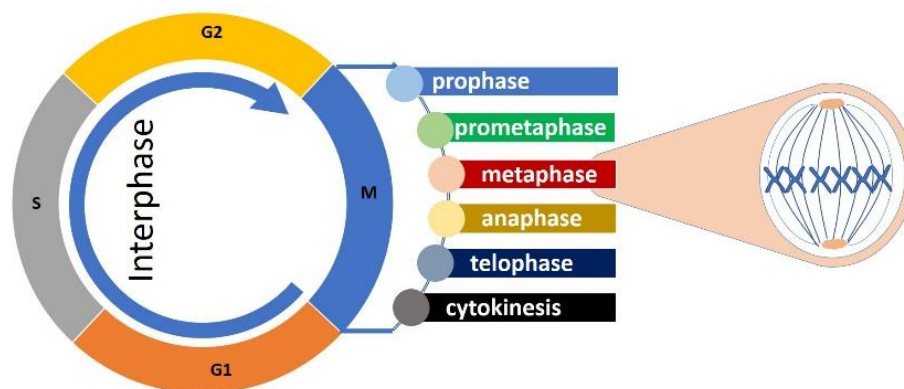 G2
S
Interphase
M
G1
prophase
prometaphase
metaphase
anaphase
telophase
cytokinesis